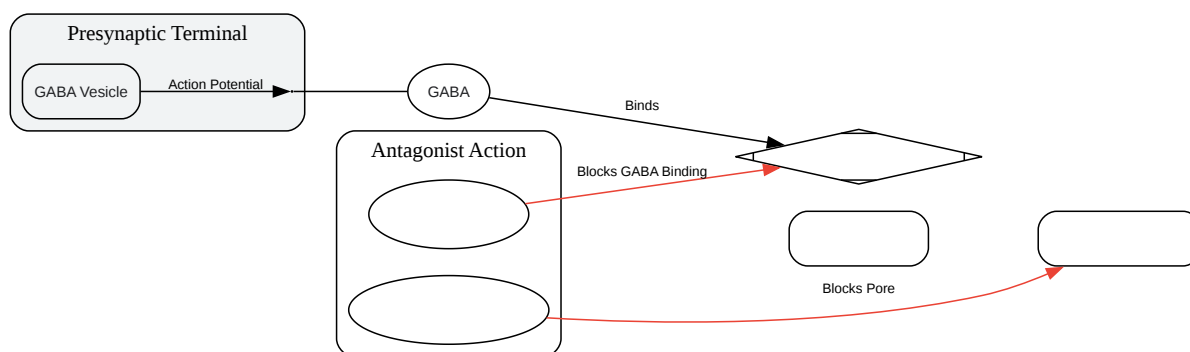 Presynaptic Terminal
GABA Vesicle
Action Potential
GABA
Binds
Antagonist Action
Blocks GABA Binding
Blocks Pore